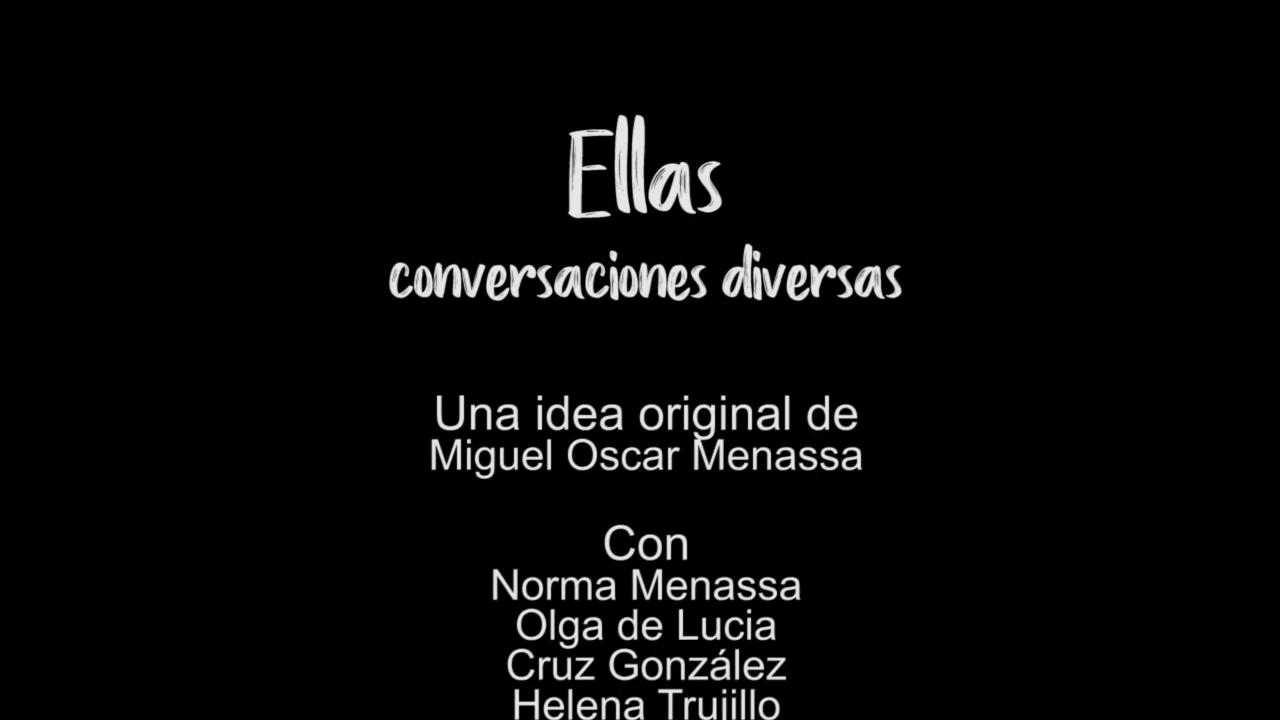 Ellas
conversaciones diversas
Una idea original de
Miguel Oscar Menassa
Con
Norma Menassa
Olga de Lucia
Cruz González
Helena Trujillo